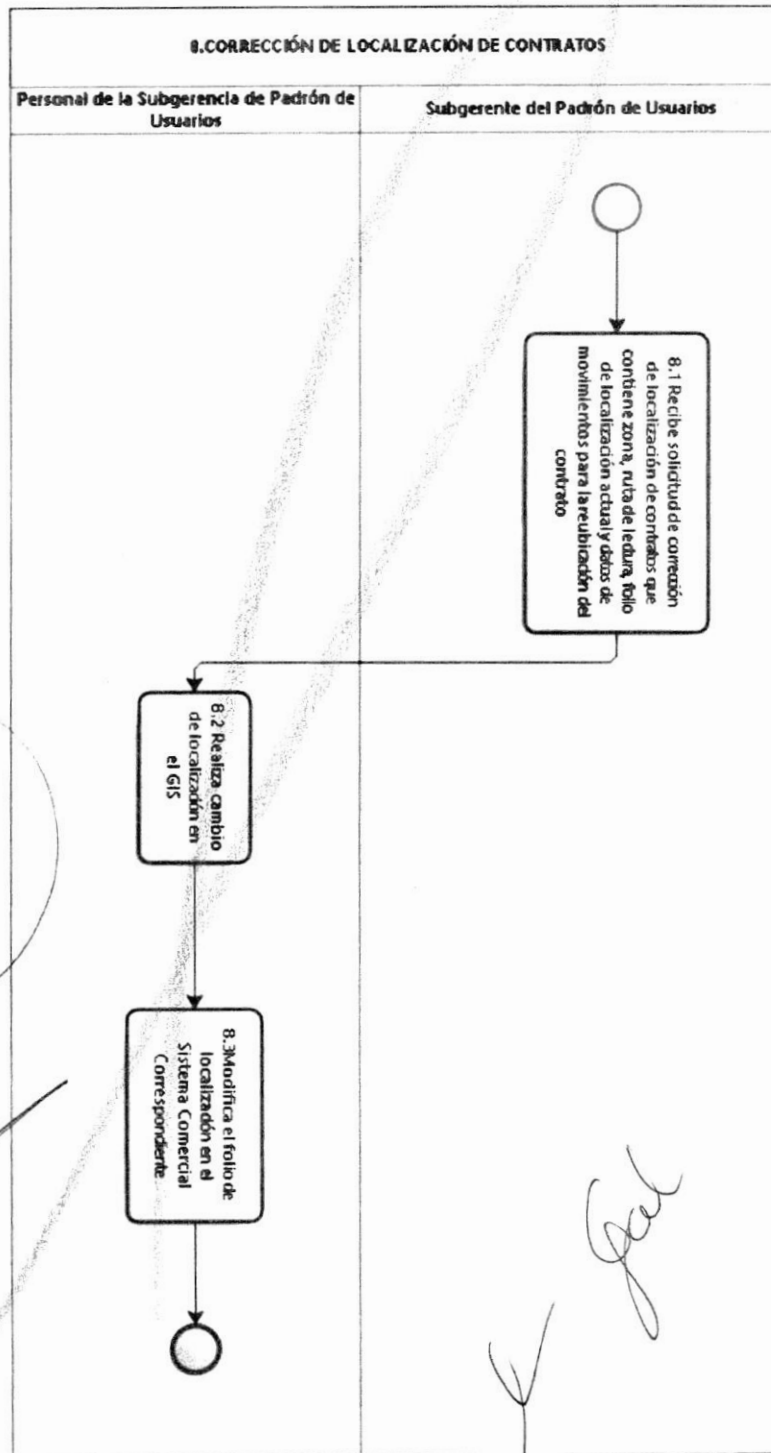 8.CORRECCIÓN DE LOCALIZACIÓN DE CONTRATOS
Personal de la Subgerencia de Padrón de
Usuarios
Subgerente del Padrón de Usuarios
8.1 Recibe solicitud de corrección
de localización de contratos que
contiene zona, ruta de lectura, folio
de localización actual y datos de
movimientos para la reubicación del
contrato
8.2 Realiza cambio
de localización en
el GIS
8.3Modifica el folio de
localización en el
Sistema Comercial
Correspondiente